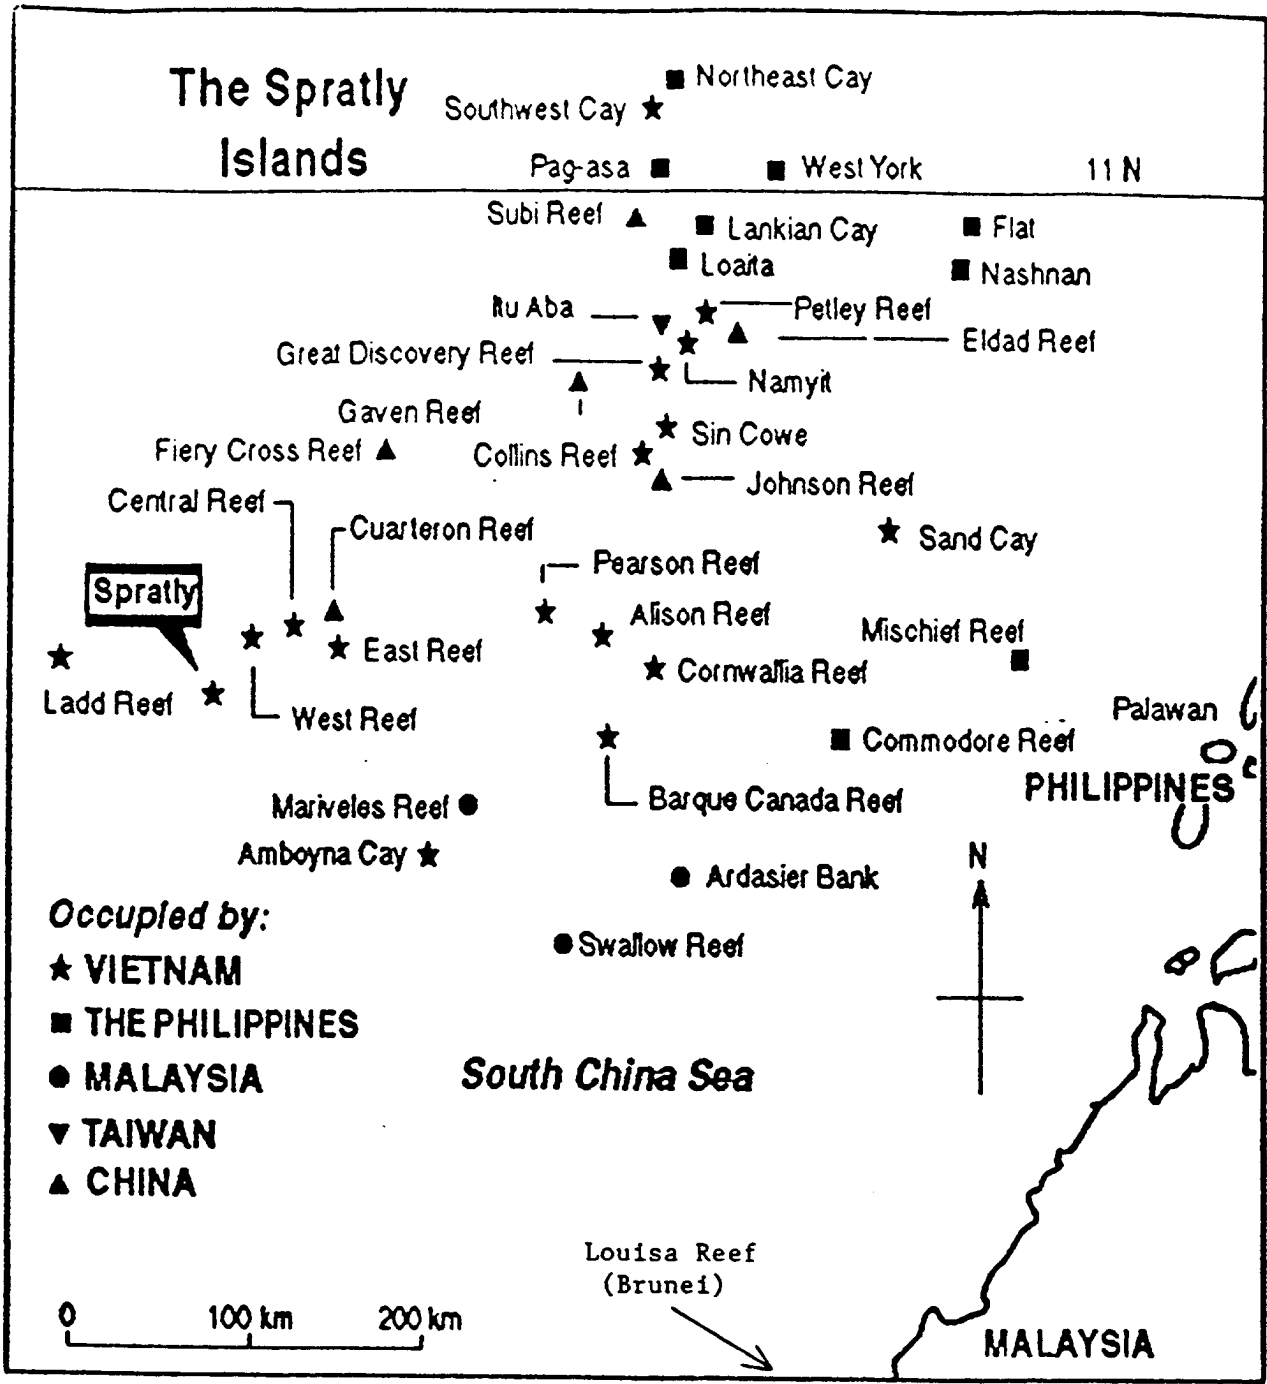 The Spratly
Islands
Northeast Cay
Southwest Cay
Pag-asa
West York
11 N
Subi Reef
Lankian Cay
Flat
Loaita
Nashnan
Itu Aba
Petley Reef
Eldad Reef
Great Discovery Reef
Namyit
Gaven Reef
Sin Cowe
Fiery Cross Reef
Collins Reef
Johnson Reef
Central Reef
Cuarteron Reef
Sand Cay
Pearson Reef
Spratly
Alison Reef
Mischief Reef
East Reef
Cornwallia Reef
Ladd Reef
West Reef
Palawan
Commodore Reef
PHILIPPINES
Mariveles Reef
Barque Canada Reef
Amboyna Cay
N
Ardasier Bank
Occupied by:
Swallow Reef
VIETNAM
THE PHILIPPINES
MALAYSIA
South China Sea
TAIWAN
CHINA
Louisa Reef
(Brunei)
0 100 km 200 km
MALAYSIA